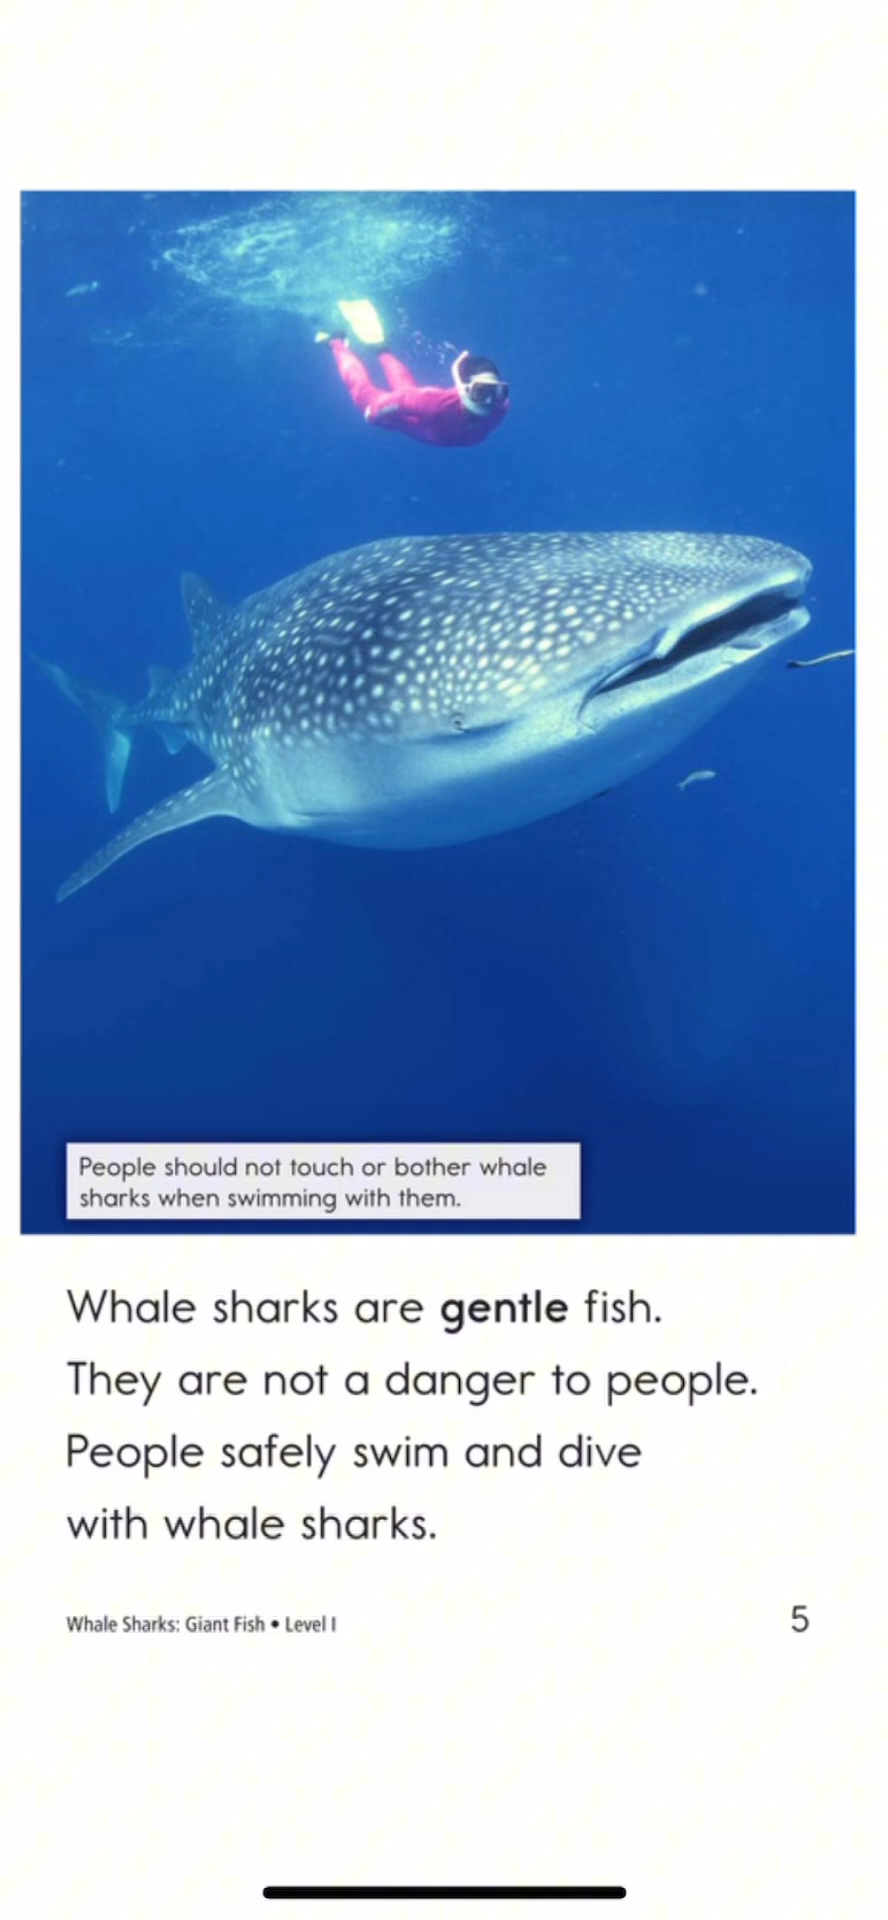 People should not touch or bother whale
sharks when swimming with them.
Whale sharks are gentle fish.
They are not a danger to people.
People safely swim and dive
with whale sharks.
Whale Sharks: Giant Fish • Level I
5